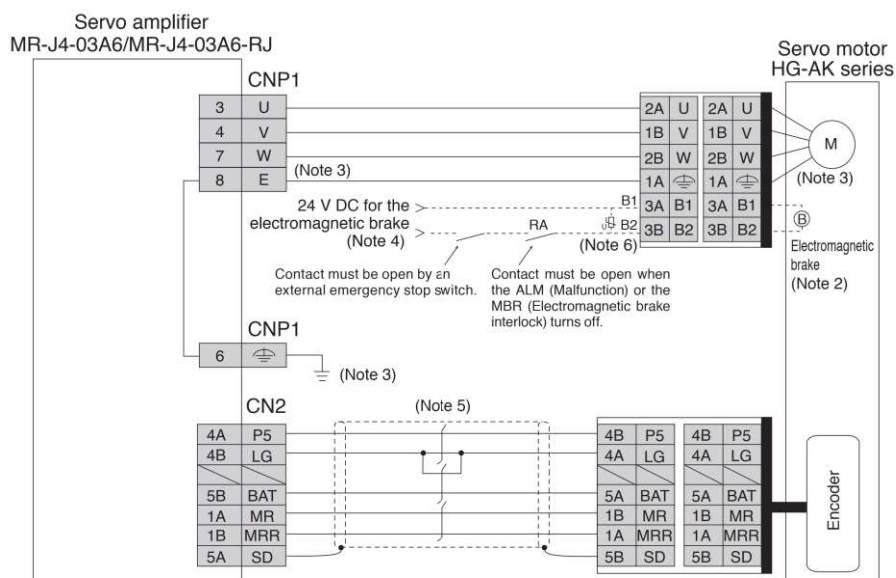 Servo amplifier
MR-J4-03A6/MR-J4-03A6-RJ
Servo motor
HG-AK series
CNP1
3 U
4 V
7 W
8 E
(Note 3)
2A U 2A U
1B V 1B V
2B W 2B W
1A 1A
3A B1 3A B1
3B B2 3B B2
M
(Note 3)
24 V DC for the
electromagnetic brake
(Note 4)
B1
U
B2
RA
(Note 6)
B
Electromagnetic
brake
(Note 2)
Contact must be open by an
external emergency stop switch.
Contact must be open when
the ALM (Malfunction) or the
MBR (Electromagnetic brake
interlock) turns off.
CNP1
6
(Note 3)
CN2
(Note 5)
4A P5
4B LG
5B BAT
1A MR
1B MRR
5A SD
4B P5 4B P5
4A LG 4A LG
5A BAT 5A BAT
1B MR 1B MR
1A MRR 1A MRR
5B SD 5B SD
Encoder